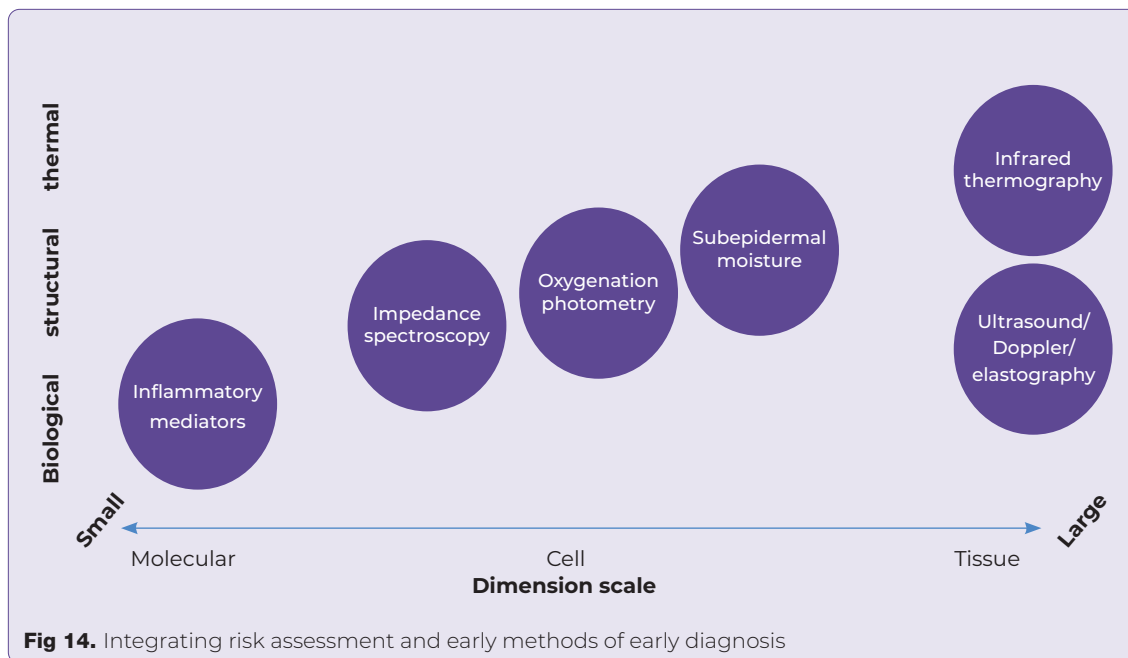 thermal
structural
Biological
Infrared
thermography
Subepidermal
moisture
Oxygenation
photometry
Impedance
spectroscopy
Ultrasound/
Doppler/
elastography
Inflammatory
mediators
Small
Large
Molecular
Cell
Tissue
Dimension scale
Fig 14. Integrating risk assessment and early methods of early diagnosis